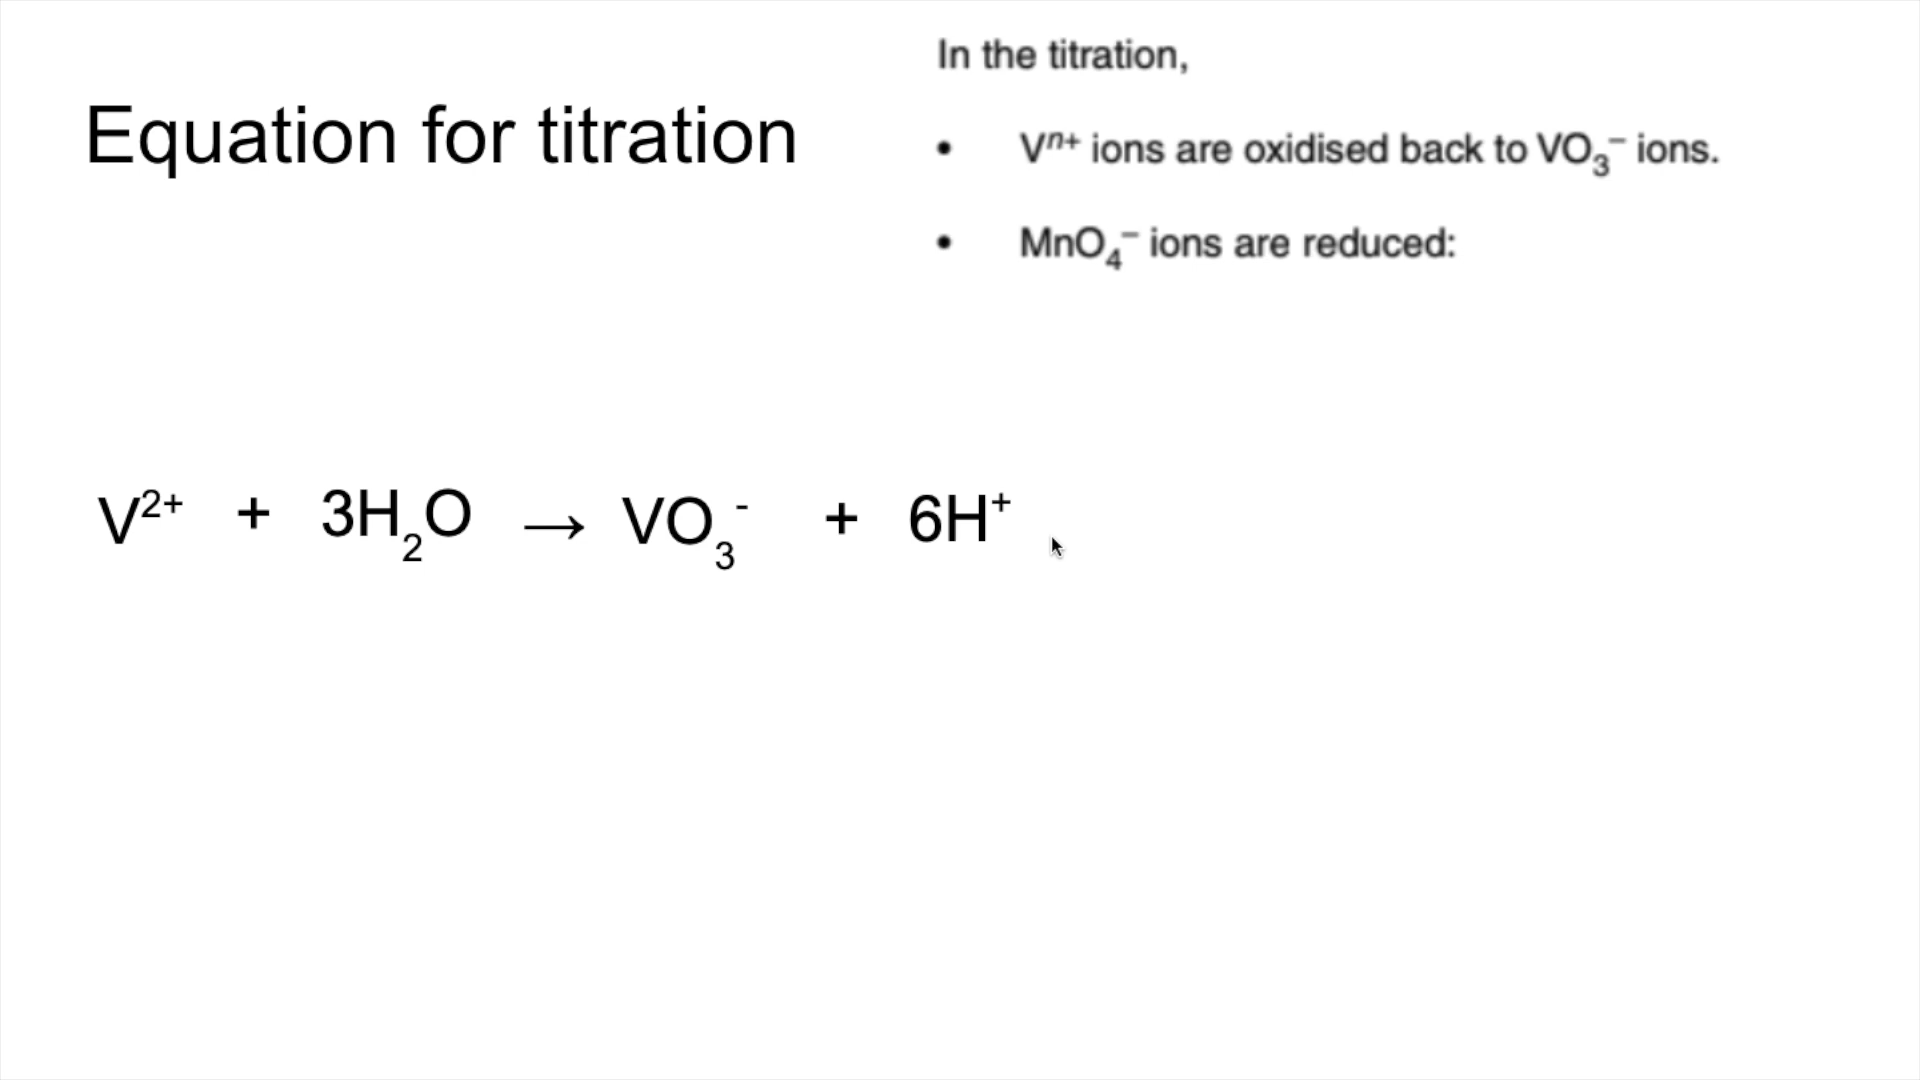 Equation for titration
In the titration,
• Vⁿ⁺ ions are oxidised back to VO₃⁻ ions.
• MnO₄⁻ ions are reduced:
V²⁺ + 3H₂O → VO₃⁻ + 6H⁺